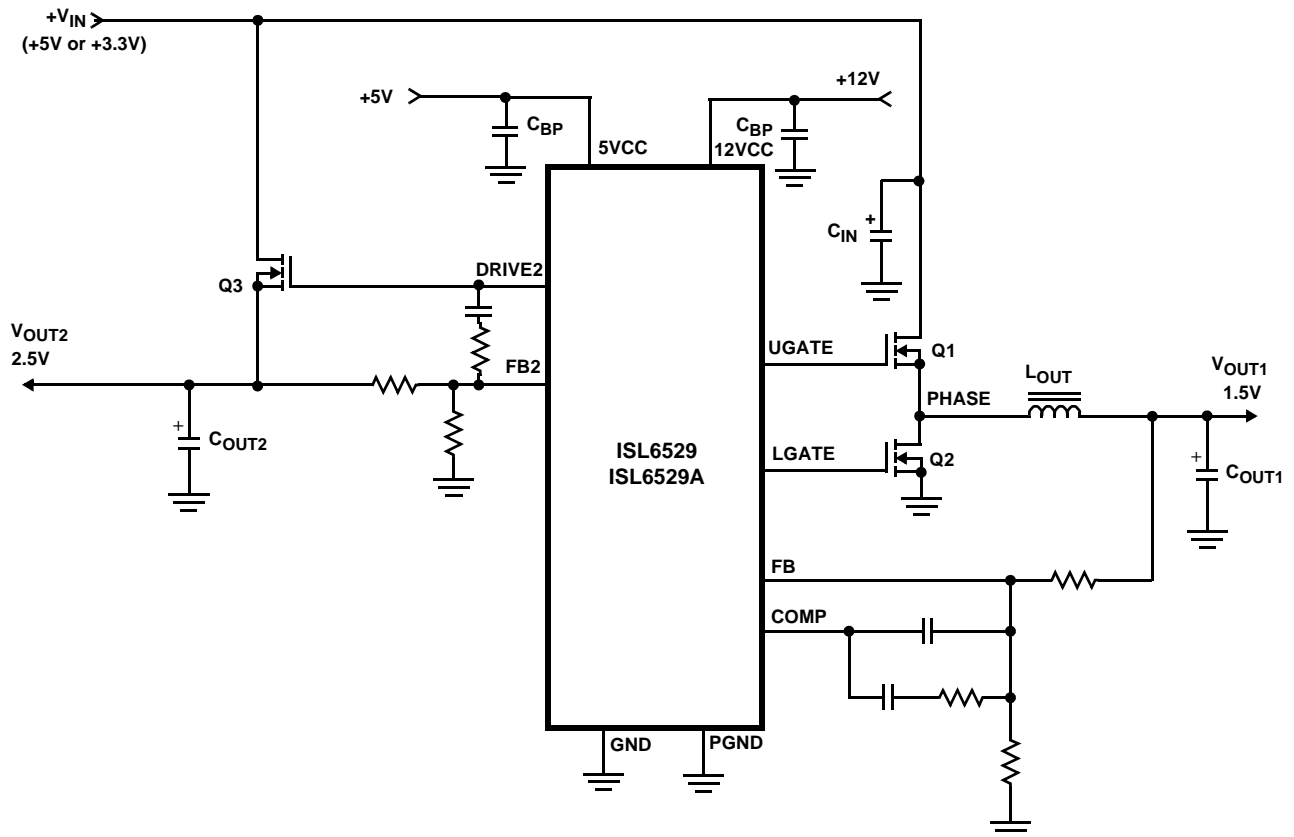 +VIN
(+5V or +3.3V)
+5V
+12V
CBP
CBP
5VCC
12VCC
CIN
+
Q3
DRIVE2
VOUT2
2.5V
FB2
UGATE
Q1
LOUT
VOUT1
1.5V
PHASE
+
COUT2
ISL6529
ISL6529A
LGATE
Q2
+
COUT1
FB
COMP
GND
PGND